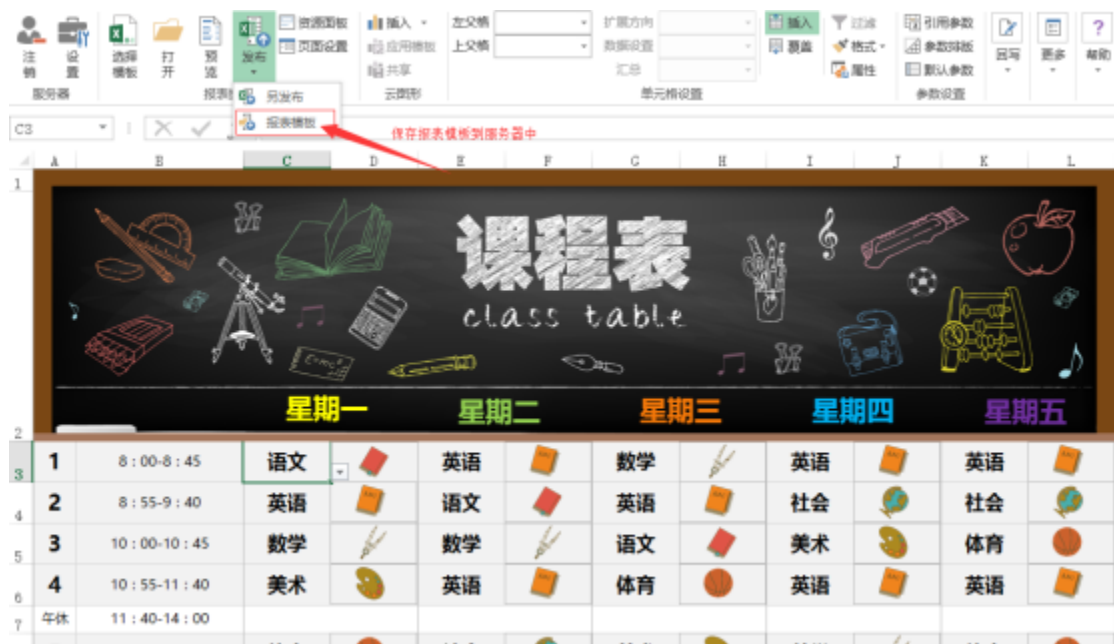 资源面板 插入 左父格 扩展方向 插入 过滤 引用参数
页面设置 应用模板 上父格 数据设置 覆盖 格式 参数排版
注销 设置 选择模板 打开 预览 发布 共享 汇总 属性 默认参数 回写 更多 帮助
服务器 云图形 单元格设置 参数设置
另发布
报表模板
保存报表模板到服务器中
C3
A B C D E F G H I J K L
1
课程表
class table
E=mc²
2
星期一 星期二 星期三 星期四 星期五
3 1 8:00-8:45 语文 英语 数学 英语 英语
4 2 8:55-9:40 英语 语文 英语 社会 社会
5 3 10:00-10:45 数学 数学 语文 美术 体育
6 4 10:55-11:40 美术 英语 体育 英语 英语
7 午休 11:40-14:00